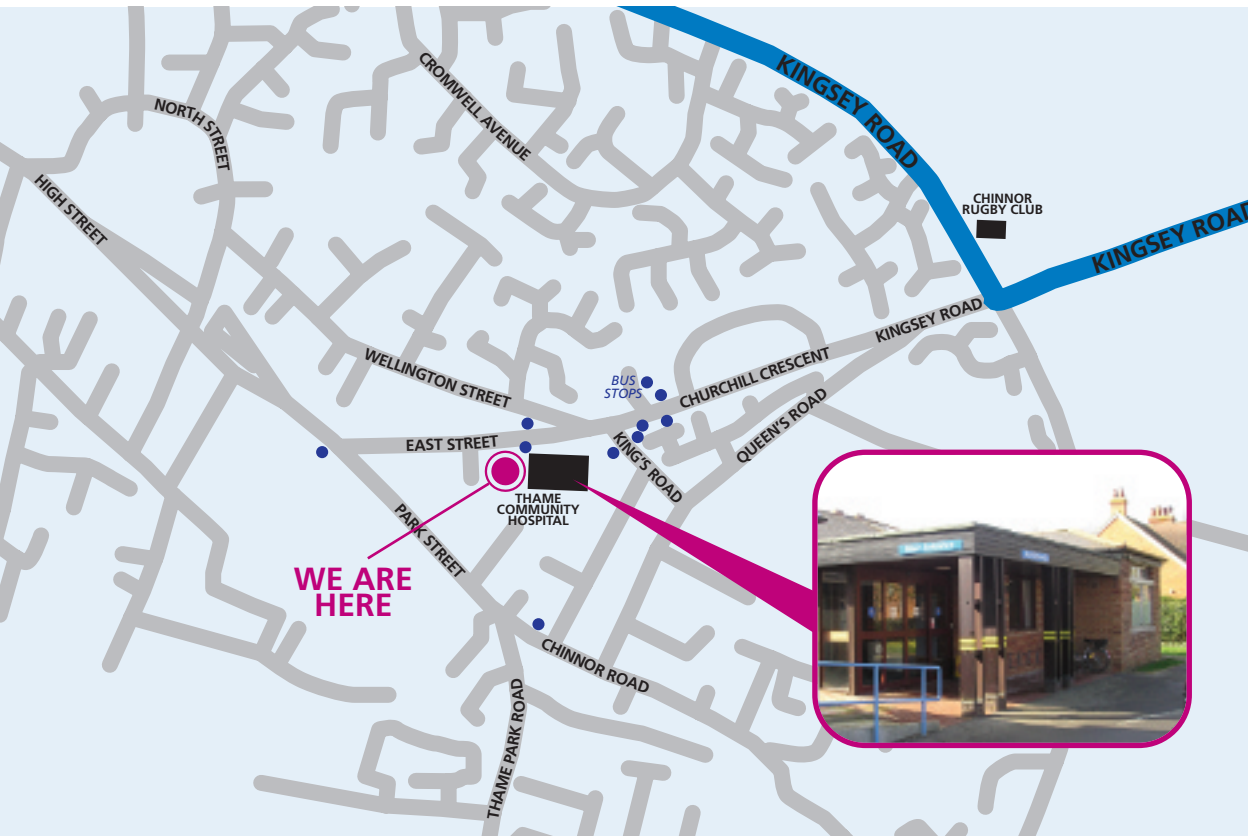 KINGSEY ROAD
CROMWELL AVENUE
NORTH STREET
HIGH STREET
CHINNOR
RUGBY CLUB
KINGSEY ROAD
KINGSEY ROAD
WELLINGTON STREET
BUS
STOPS
CHURCHILL CRESCENT
QUEEN'S ROAD
EAST STREET
KING'S ROAD
THAME
COMMUNITY
HOSPITAL
PARK STREET
WE ARE
HERE
CHINNOR ROAD
THAME PARK ROAD